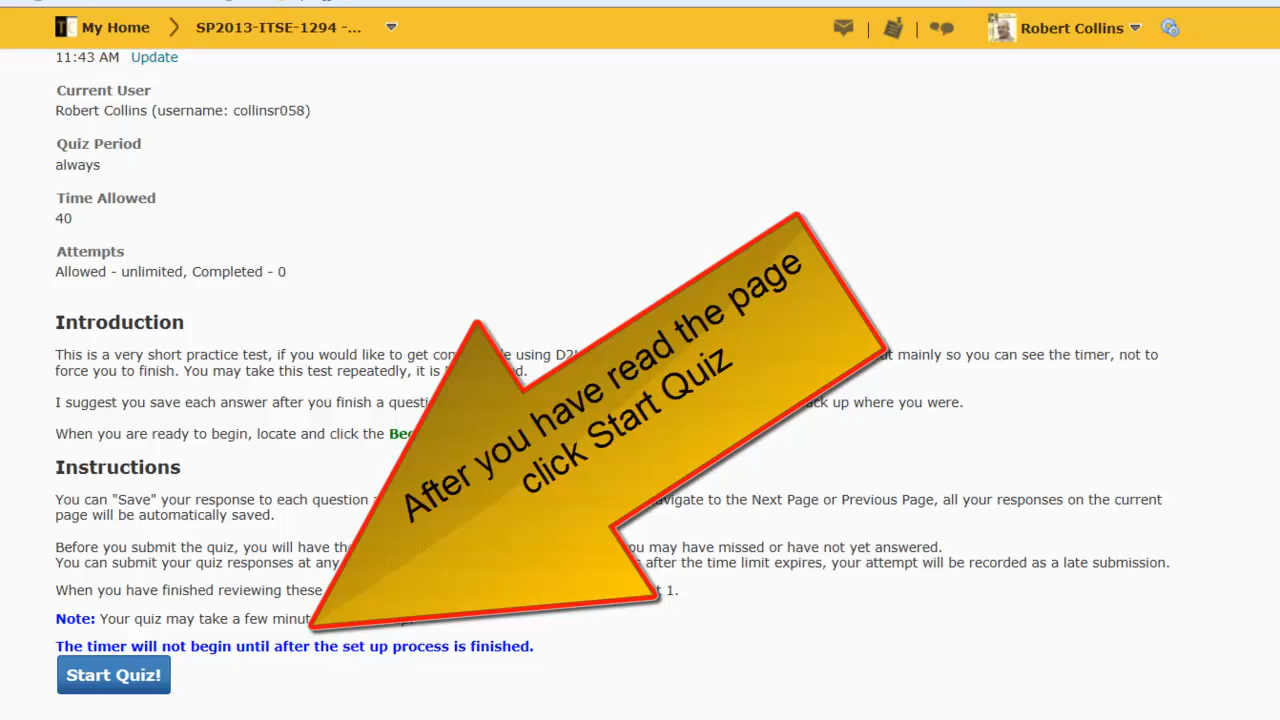 My Home
SP2013-ITSE-1294 -...
Robert Collins
11:43 AM Update
Current User
Robert Collins (username: collinsr058)
Quiz Period
always
Time Allowed
40
Attempts
Allowed - unlimited, Completed - 0
Introduction
This is a very short practice test, if you would like to get using mainly so you can see the timer, not to
force you to finish. You may take this test repeatedly, it is
I suggest you save each answer after you finish a up where you were.
When you are ready to begin, locate and click the
After you have read the page
click Start Quiz
Instructions
You can "Save" your response to each question to the Next Page or Previous Page, all your responses on the current
page will be automatically saved.
Before you submit the quiz, you will have may have missed or have not yet answered.
You can submit your quiz responses at any after the time limit expires, your attempt will be recorded as a late submission.
When you have finished reviewing these 1.
Note: Your quiz may take a few
The timer will not begin until after the set up process is finished.
Start Quiz!